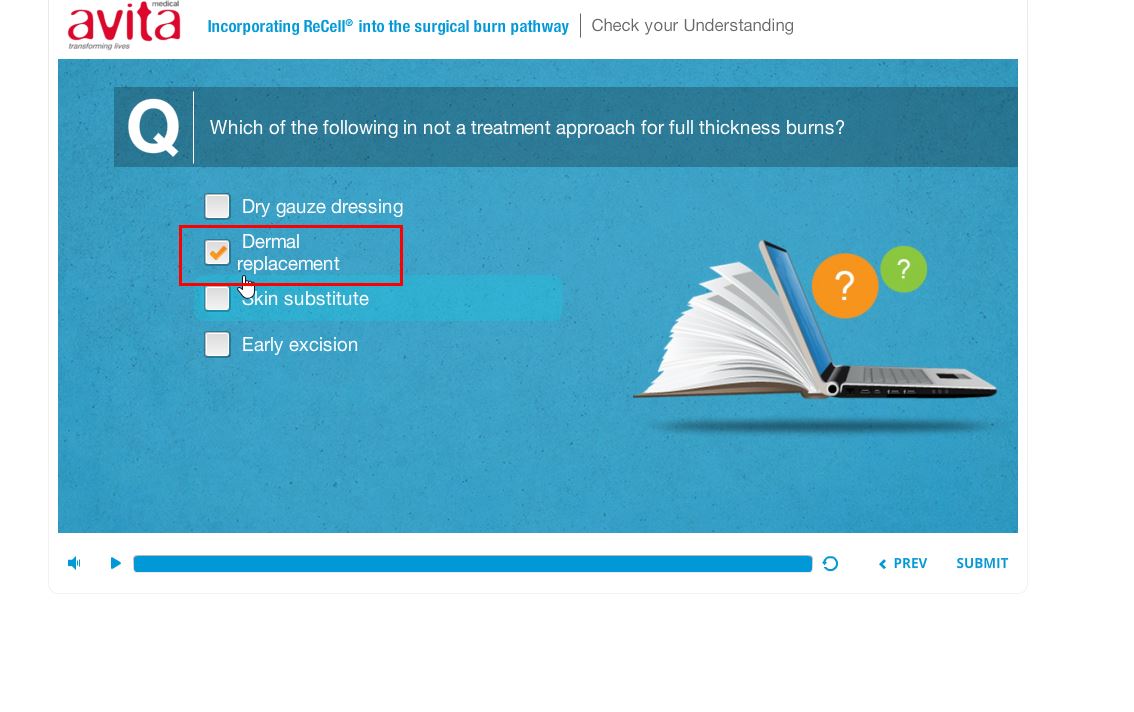 medical
avita
transforming lives
Incorporating ReCell® into the surgical burn pathway | Check your Understanding
Q
Which of the following in not a treatment approach for full thickness burns?
Dry gauze dressing
Dermal
replacement
Skin substitute
Early excision
?
?
PREV
SUBMIT